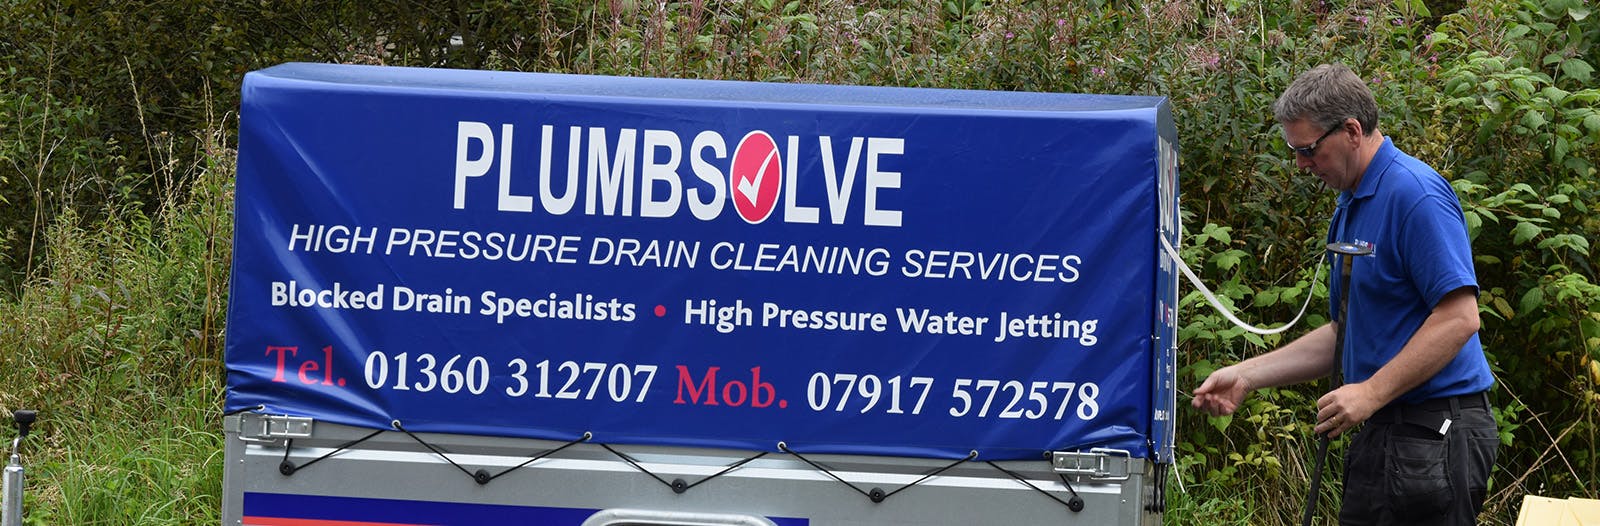 PLUMBSOLVE
HIGH PRESSURE DRAIN CLEANING SERVICES
Blocked Drain Specialists • High Pressure Water Jetting
Tel. 01360 312707 Mob. 07917 572578